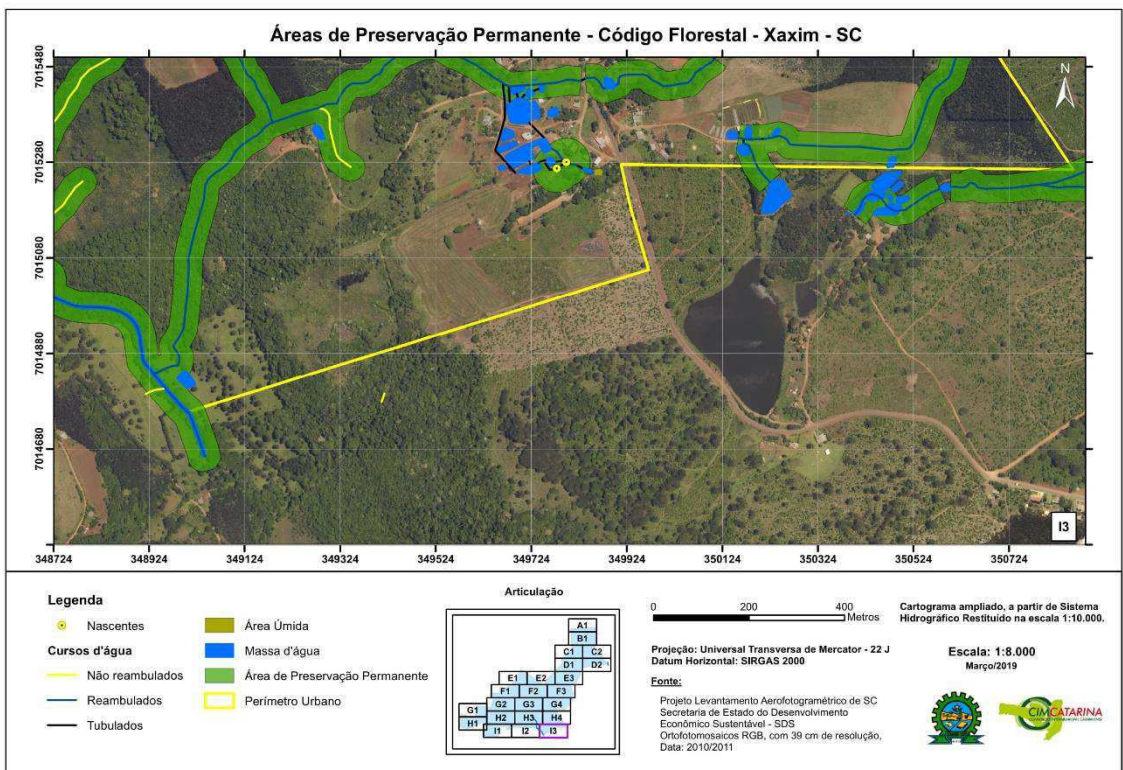 Áreas de Preservação Permanente - Código Florestal - Xaxim - SC
N
7015480
7015280
7015080
7014880
7014680
I3
348724
348924
349124
349324
349524
349724
349924
350124
350324
350524
350724
Legenda
Nascentes
Cursos d'água
Não reambulados
Reambulados
Tubulados
Área Úmida
Massa d'água
Área de Preservação Permanente
Perímetro Urbano
Articulação
A1
B1
C1 C2
D1 D2
E1 E2 E3
F1 F2 F3
G1 G2 G3 G4
H1 H2 H3 H4
I1 I2 I3
0 200 400
Metros
Projeção: Universal Transversa de Mercator - 22 J
Datum Horizontal: SIRGAS 2000
Fonte:
Projeto Levantamento Aerofotogramétrico de SC
Secretaria de Estado do Desenvolvimento
Econômico Sustentável - SDS
Ortofotomosaicos RGB, com 39 cm de resolução,
Data: 2010/2011
Cartograma ampliado, a partir de Sistema
Hidrográfico Restituído na escala 1:10.000.
Escala: 1:8.000
Março/2019
CIMCATARINA